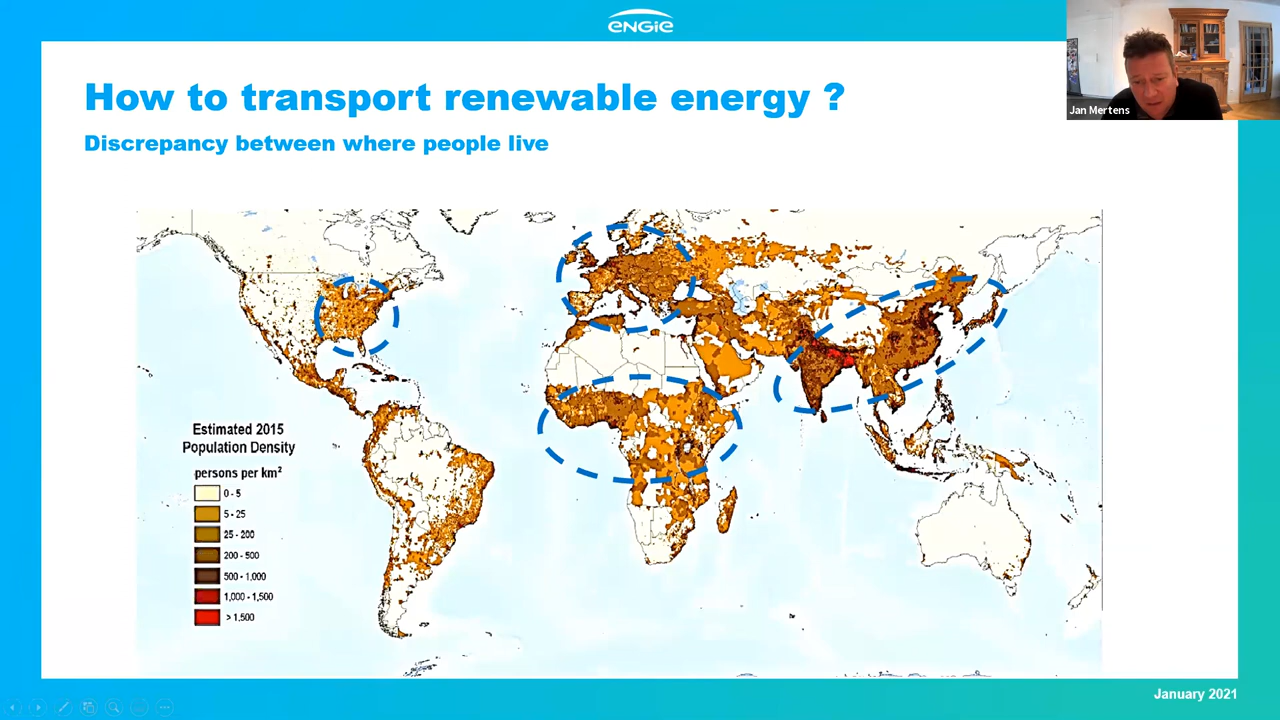 ENGIE
Jan Mertens
How to transport renewable energy ?
Discrepancy between where people live
Estimated 2015
Population Density
persons per km²
0 - 5
5 - 25
25 - 200
200 - 500
500 - 1,000
1,000 - 1,500
> 1,500
January 2021